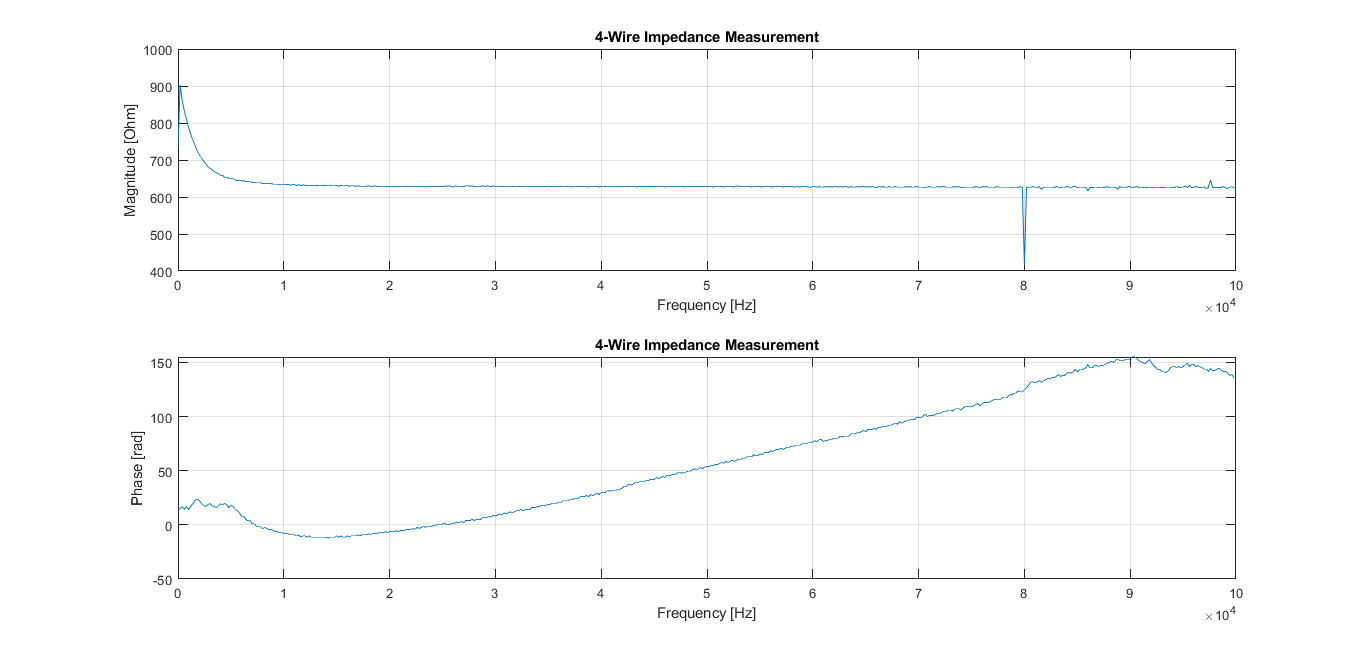 4-Wire Impedance Measurement
1000
900
800
700
600
500
400
Magnitude [Ohm]
0 1 2 3 4 5 6 7 8 9 10
Frequency [Hz]
×10^4
4-Wire Impedance Measurement
150
100
50
0
-50
Phase [rad]
0 1 2 3 4 5 6 7 8 9 10
Frequency [Hz]
×10^4